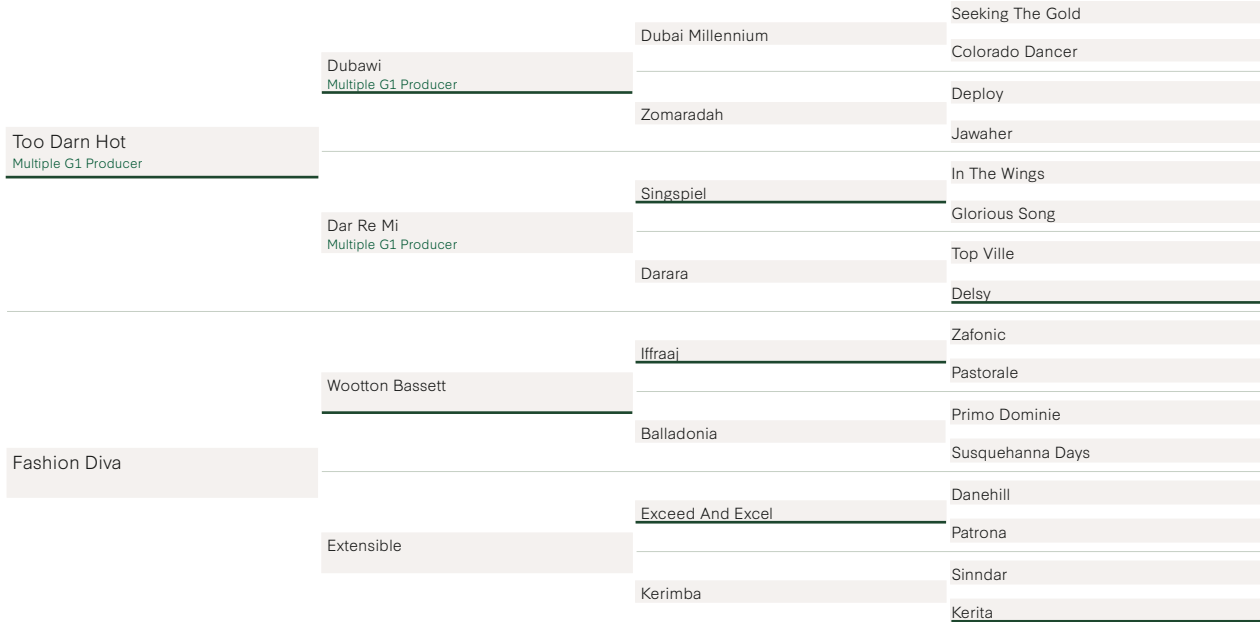 Too Darn Hot
Multiple G1 Producer
Fashion Diva
Dubawi
Multiple G1 Producer
Dar Re Mi
Multiple G1 Producer
Wootton Bassett
Extensible
Dubai Millennium
Zomaradah
Singspiel
Darara
Iffraaj
Balladonia
Exceed And Excel
Kerimba
Seeking The Gold
Colorado Dancer
Deploy
Jawaher
In The Wings
Glorious Song
Top Ville
Delsy
Zafonic
Pastorale
Primo Dominie
Susquehanna Days
Danehill
Patrona
Sinndar
Kerita